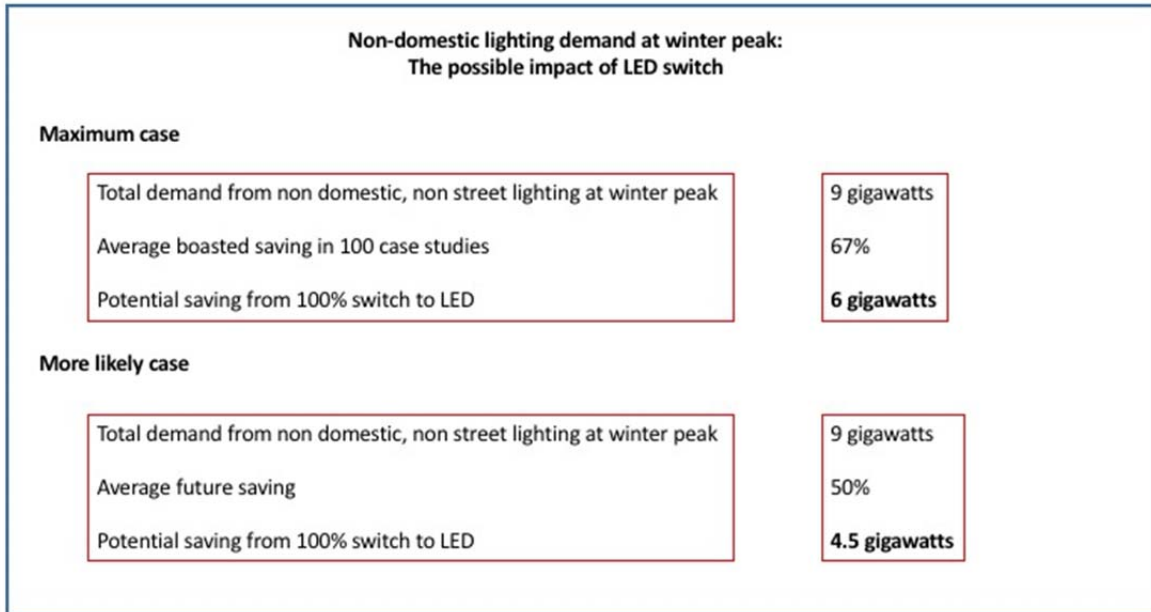 Non-domestic lighting demand at winter peak:
The possible impact of LED switch
Maximum case
Total demand from non domestic, non street lighting at winter peak 9 gigawatts
Average boasted saving in 100 case studies 67%
Potential saving from 100% switch to LED 6 gigawatts
More likely case
Total demand from non domestic, non street lighting at winter peak 9 gigawatts
Average future saving 50%
Potential saving from 100% switch to LED 4.5 gigawatts